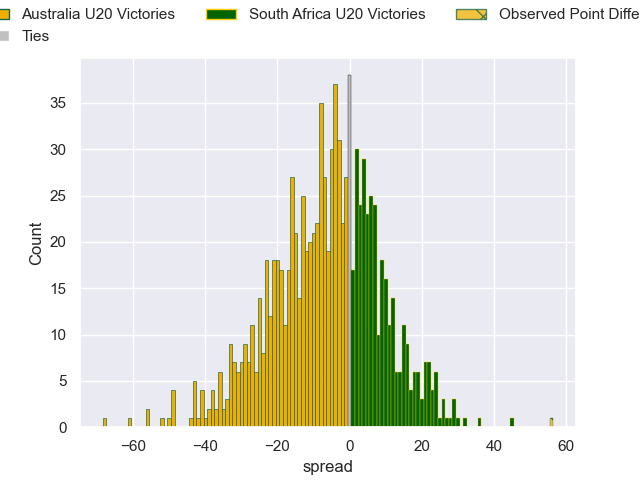 Australia U20 Victories South Africa U20 Victories Observed Point Diffe
Ties
35
30
25
20
15
10
5
0
Count
−60 −40 −20 0 20 40 60
spread